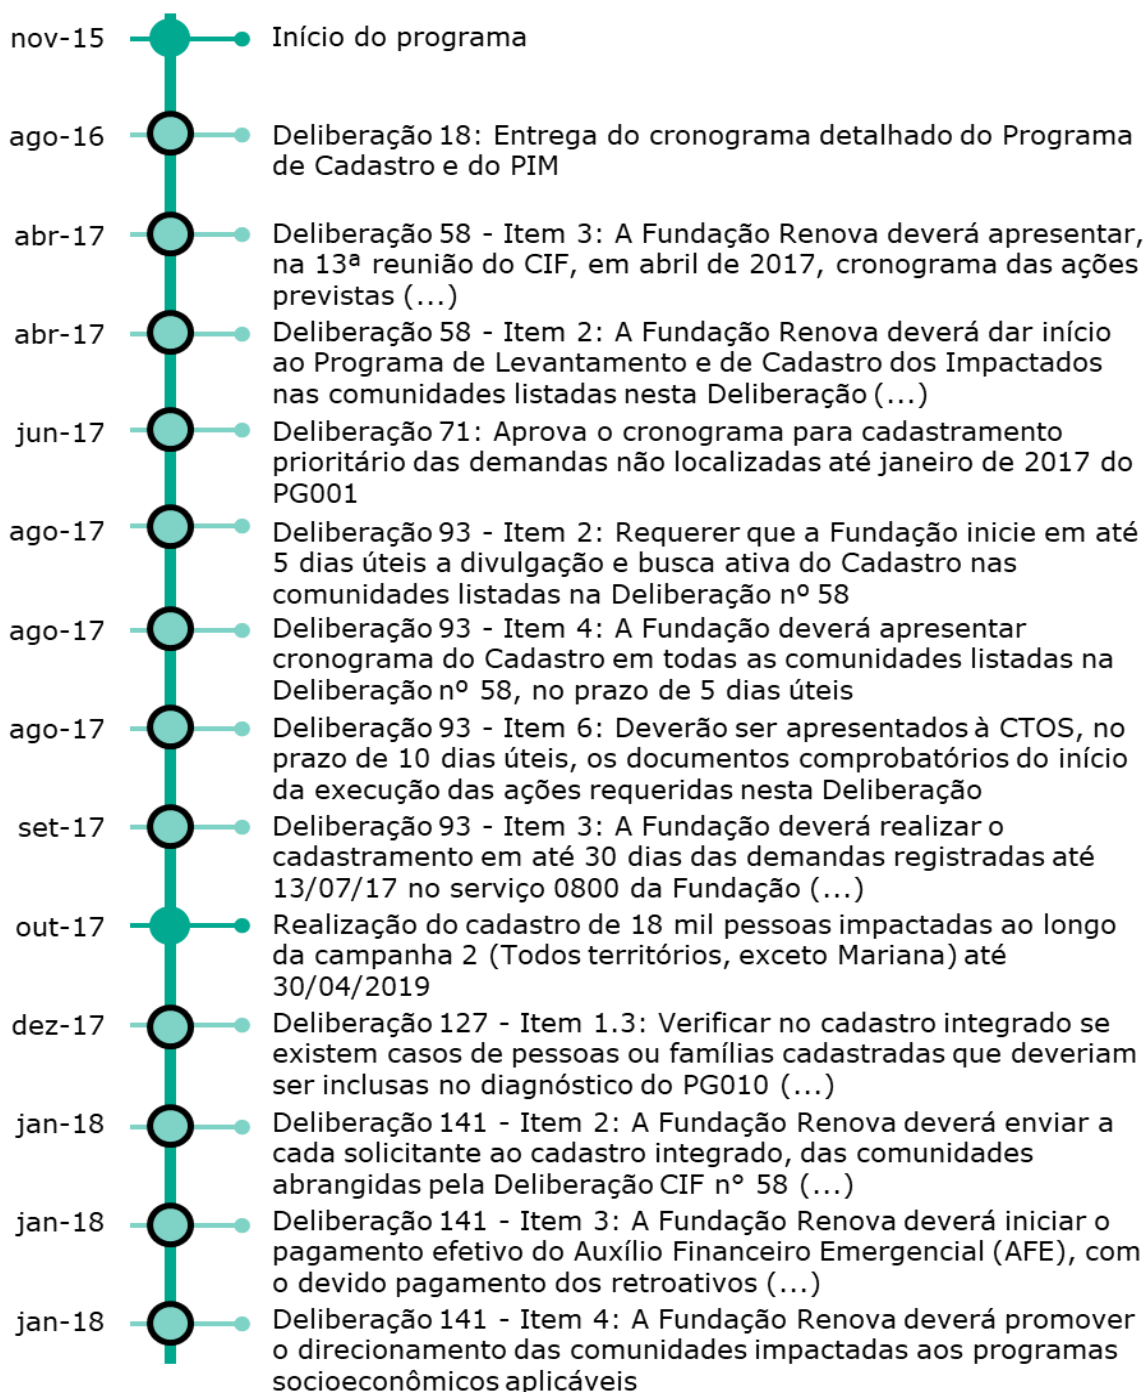 nov-15 Início do programa
ago-16 Deliberação 18: Entrega do cronograma detalhado do Programa
de Cadastro e do PIM
abr-17 Deliberação 58 - Item 3: A Fundação Renova deverá apresentar,
na 13ª reunião do CIF, em abril de 2017, cronograma das ações
previstas (...)
abr-17 Deliberação 58 - Item 2: A Fundação Renova deverá dar início
ao Programa de Levantamento e de Cadastro dos Impactados
nas comunidades listadas nesta Deliberação (...)
jun-17 Deliberação 71: Aprova o cronograma para cadastramento
prioritário das demandas não localizadas até janeiro de 2017 do
PG001
ago-17 Deliberação 93 - Item 2: Requerer que a Fundação inicie em até
5 dias úteis a divulgação e busca ativa do Cadastro nas
comunidades listadas na Deliberação nº 58
ago-17 Deliberação 93 - Item 4: A Fundação deverá apresentar
cronograma do Cadastro em todas as comunidades listadas na
Deliberação nº 58, no prazo de 5 dias úteis
ago-17 Deliberação 93 - Item 6: Deverão ser apresentados à CTOS, no
prazo de 10 dias úteis, os documentos comprobatórios do início
da execução das ações requeridas nesta Deliberação
set-17 Deliberação 93 - Item 3: A Fundação deverá realizar o
cadastramento em até 30 dias das demandas registradas até
13/07/17 no serviço 0800 da Fundação (...)
out-17 Realização do cadastro de 18 mil pessoas impactadas ao longo
da campanha 2 (Todos territórios, exceto Mariana) até
30/04/2019
dez-17 Deliberação 127 - Item 1.3: Verificar no cadastro integrado se
existem casos de pessoas ou famílias cadastradas que deveriam
ser inclusas no diagnóstico do PG010 (...)
jan-18 Deliberação 141 - Item 2: A Fundação Renova deverá enviar a
cada solicitante ao cadastro integrado, das comunidades
abrangidas pela Deliberação CIF n° 58 (...)
jan-18 Deliberação 141 - Item 3: A Fundação Renova deverá iniciar o
pagamento efetivo do Auxílio Financeiro Emergencial (AFE), com
o devido pagamento dos retroativos (...)
jan-18 Deliberação 141 - Item 4: A Fundação Renova deverá promover
o direcionamento das comunidades impactadas aos programas
socioeconômicos aplicáveis